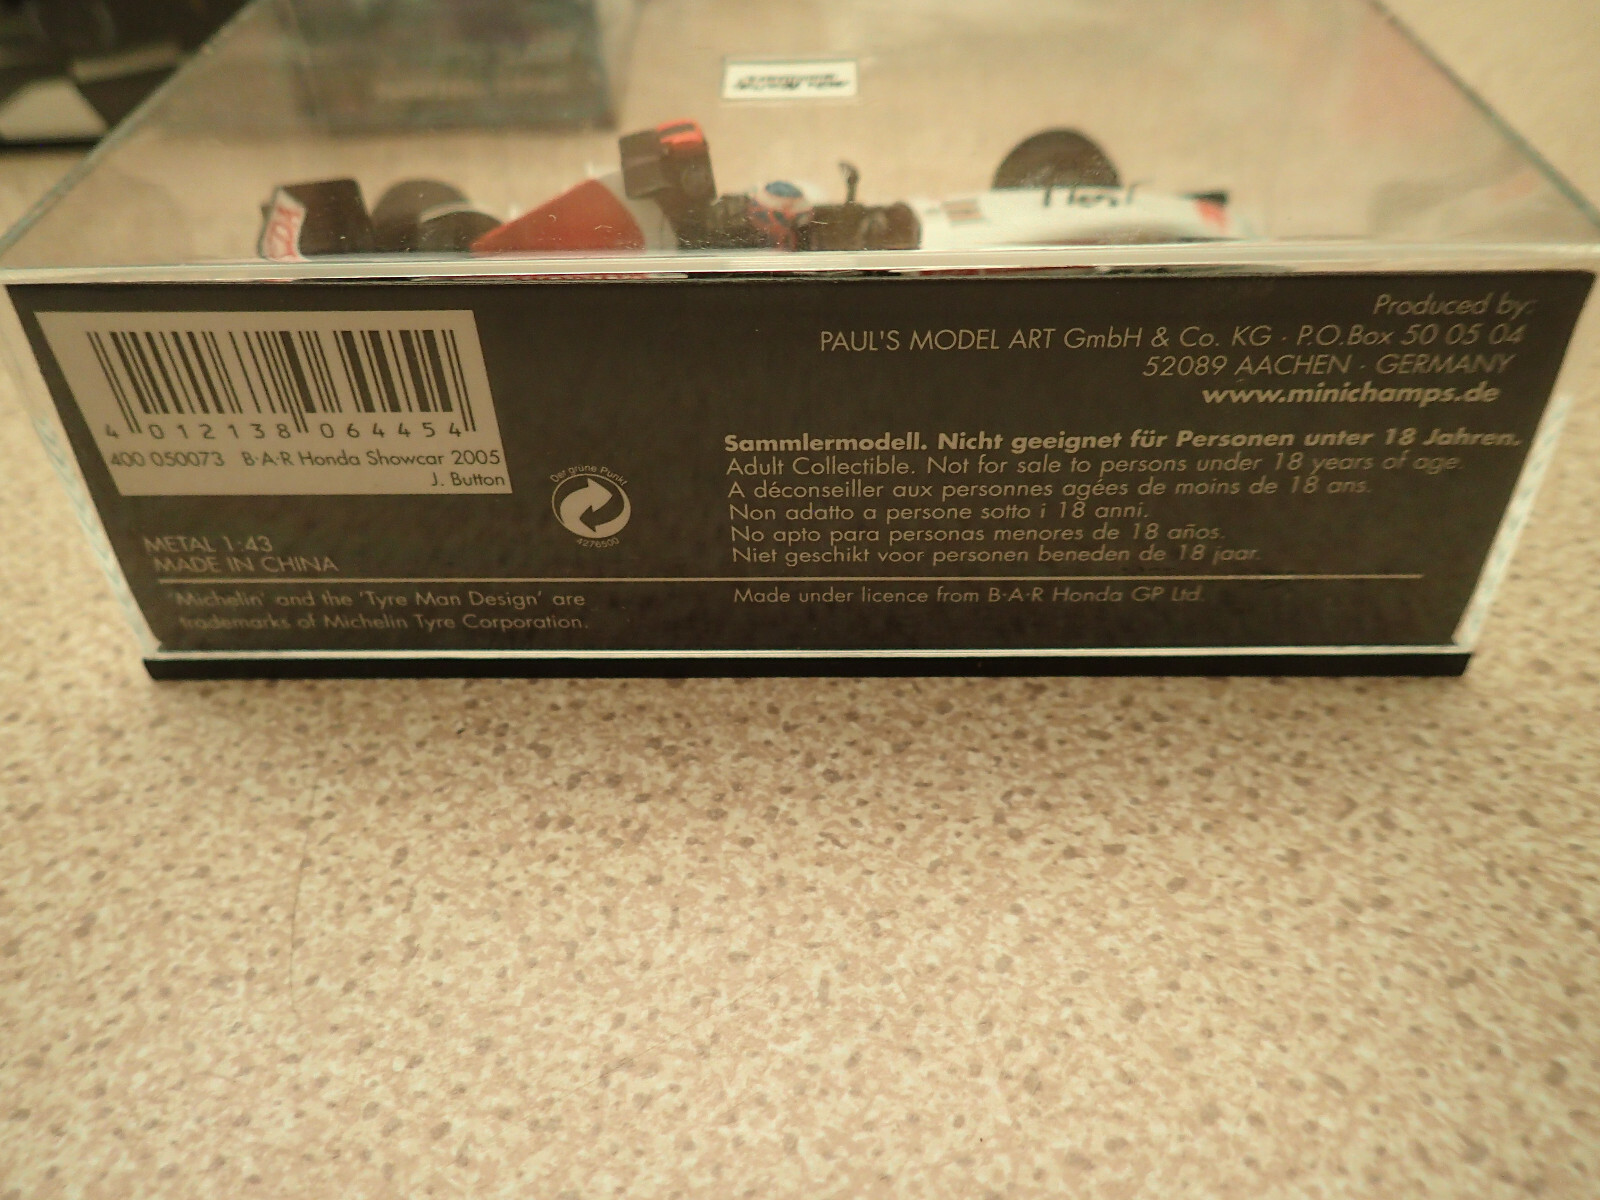 4 012138 064454
400 050073 B·A·R Honda Showcar 2005
J. Button
METAL 1:43
MADE IN CHINA
'Michelin' and the 'Tyre Man Design' are
trademarks of Michelin Tyre Corporation.
Der grüne Punkt
4276500
Produced by:
PAUL'S MODEL ART GmbH & Co. KG · P.O.Box 50 05 04
52089 AACHEN · GERMANY
www.minichamps.de
Sammlermodell. Nicht geeignet für Personen unter 18 Jahren.
Adult Collectible. Not for sale to persons under 18 years of age.
A déconseiller aux personnes agées de moins de 18 ans.
Non adatto a persone sotto i 18 anni.
No apto para personas menores de 18 años.
Niet geschikt voor personen beneden de 18 jaar.
Made under licence from B·A·R Honda GP Ltd.